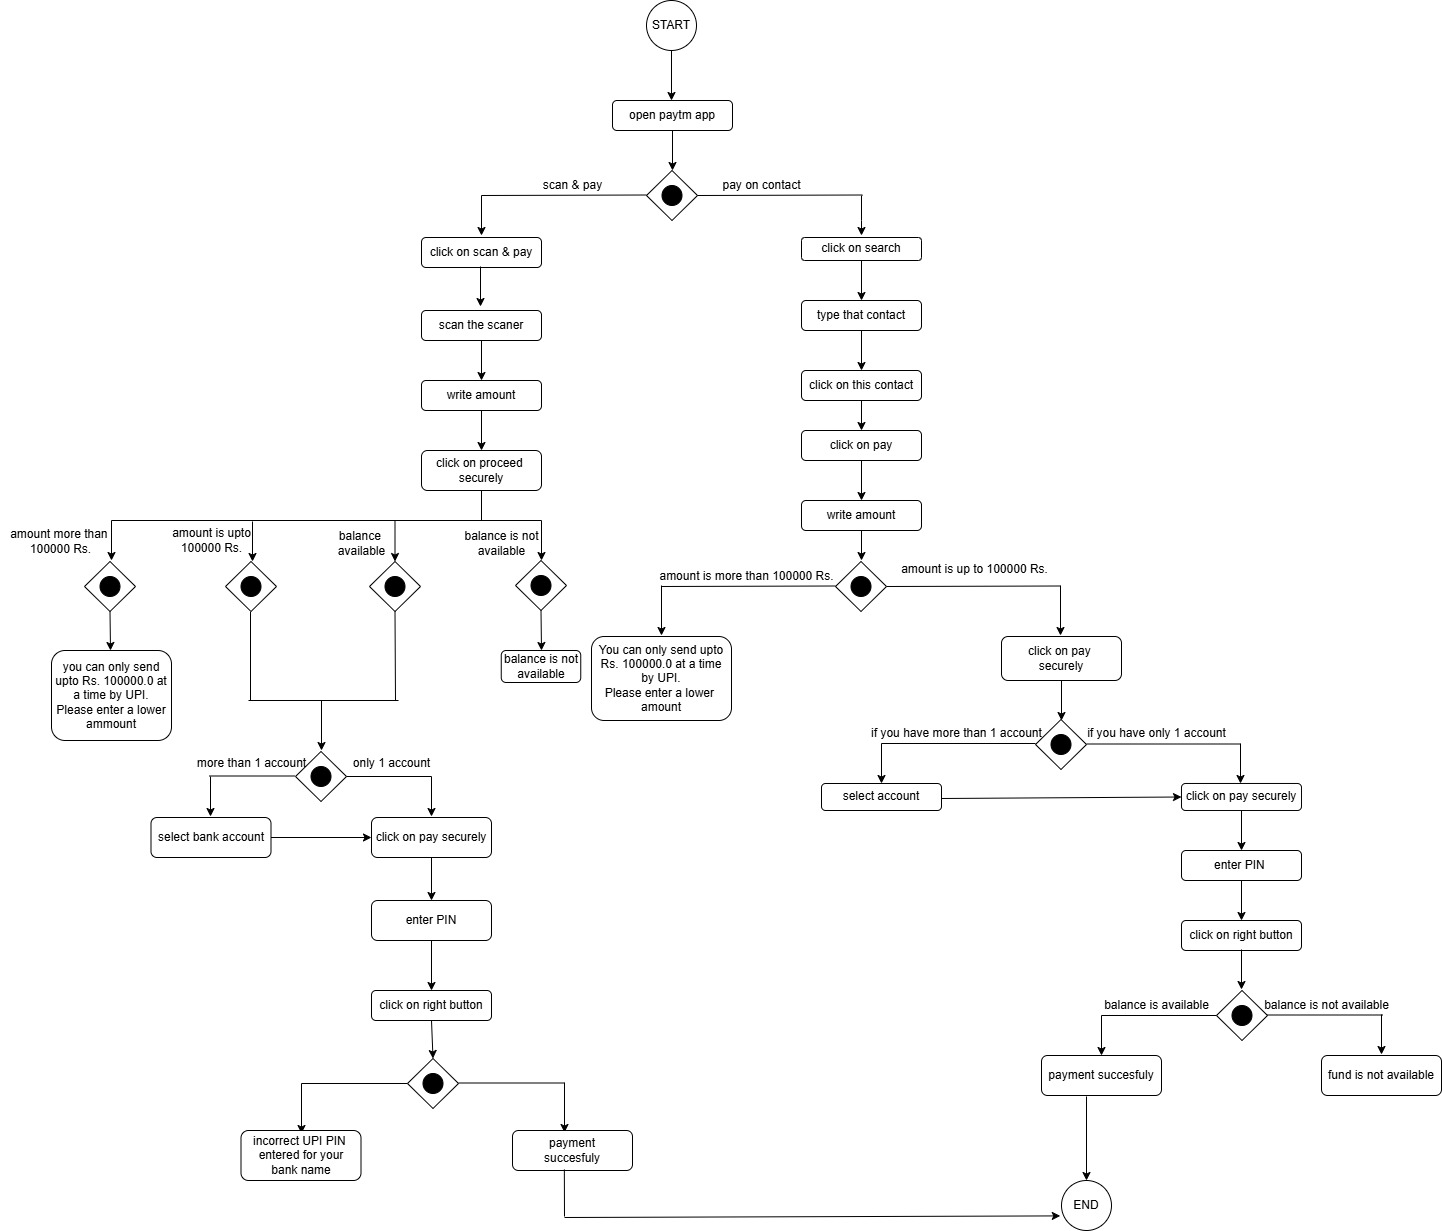 START
open paytm app
scan & pay
pay on contact
click on scan & pay
click on search
scan the scaner
type that contact
write amount
click on this contact
click on proceed
securely
click on pay
write amount
amount more than
100000 Rs.
amount is upto
100000 Rs.
balance
available
balance is not
available
amount is more than 100000 Rs.
amount is up to 100000 Rs.
you can only send
upto Rs. 100000.0 at
a time by UPI.
Please enter a lower
ammount
balance is not
available
You can only send upto
Rs. 100000.0 at a time
by UPI.
Please enter a lower
amount
click on pay
securely
more than 1 account
only 1 account
if you have more than 1 account
if you have only 1 account
select bank account
click on pay securely
select account
click on pay securely
enter PIN
enter PIN
click on right button
click on right button
balance is available
balance is not available
incorrect UPI PIN
entered for your
bank name
payment
succesfuly
payment succesfuly
fund is not available
END